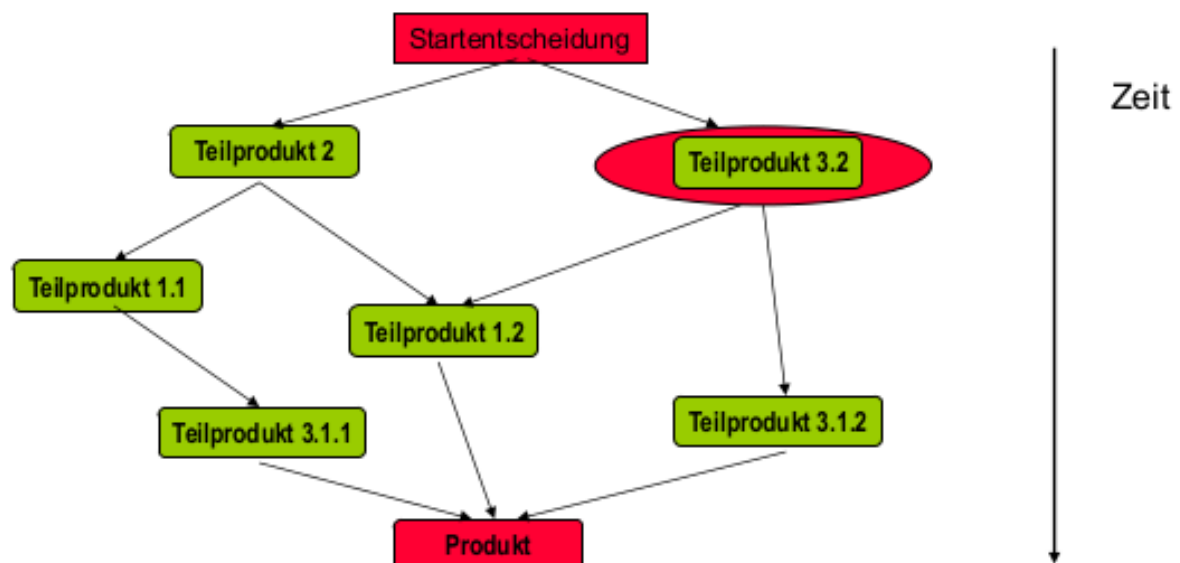 Startentscheidung
Zeit
Teilprodukt 2
Teilprodukt 3.2
Teilprodukt 1.1
Teilprodukt 1.2
Teilprodukt 3.1.1
Teilprodukt 3.1.2
Produkt